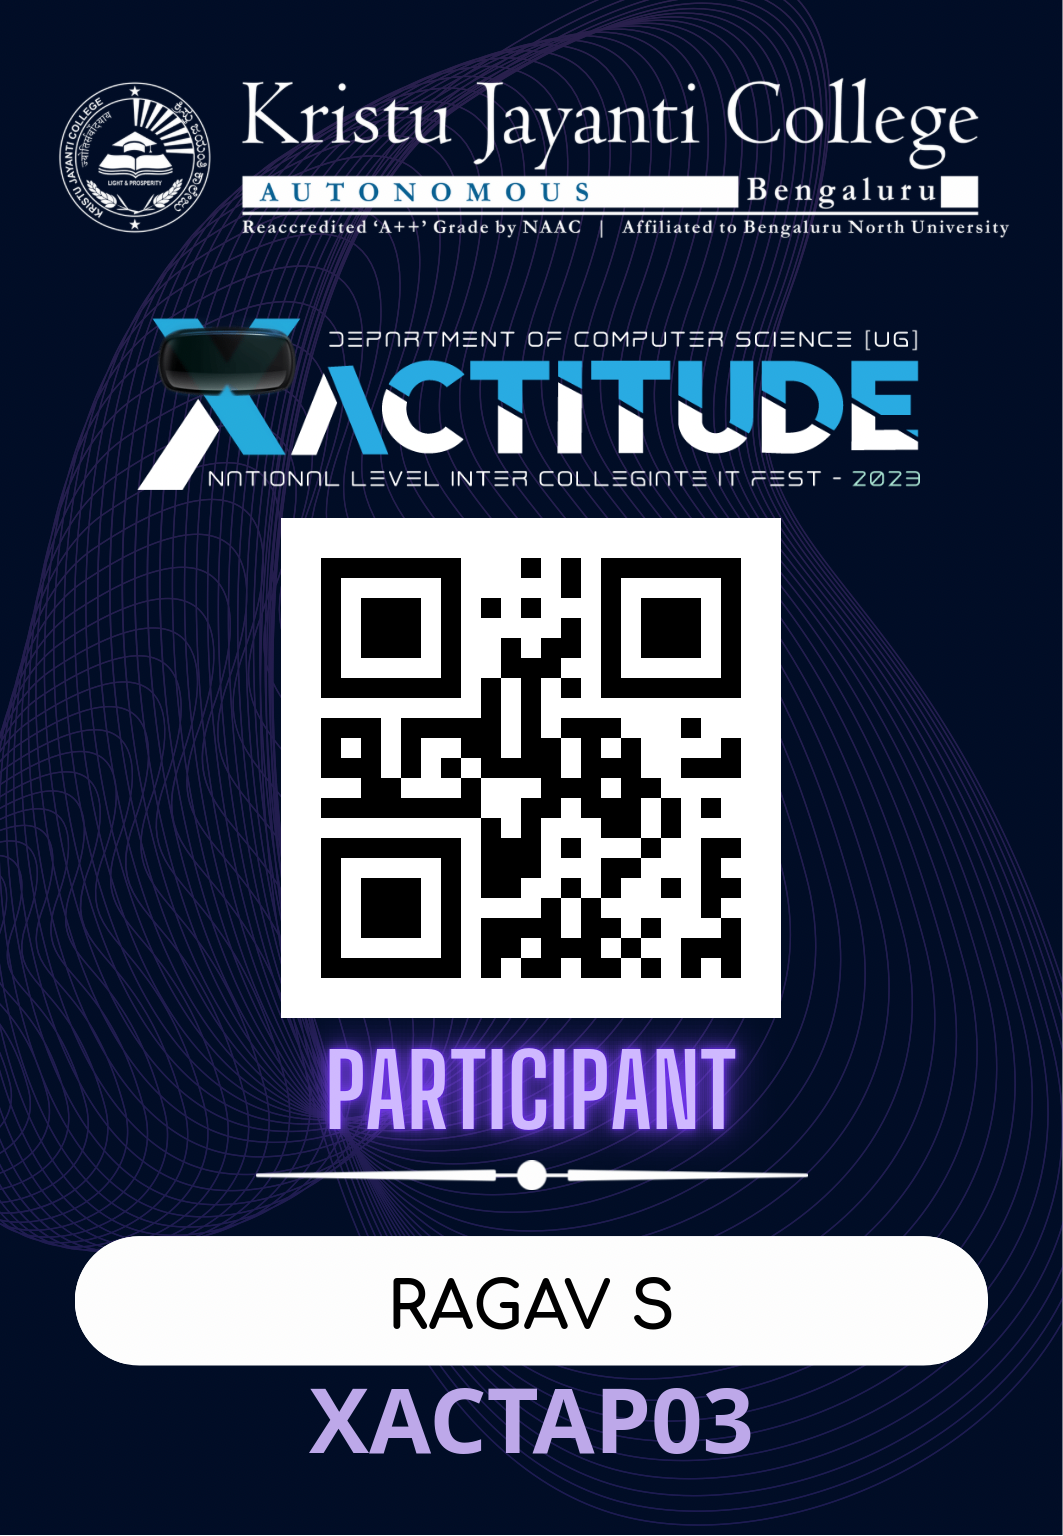 KRISTU JAYANTI COLLEGE
ज्योतिर्संवादयाय
LIGHT & PROSPERITY
Kristu Jayanti College
AUTONOMOUS Bengaluru
Reaccredited ‘A++’ Grade by NAAC | Affiliated to Bengaluru North University
DEPARTMENT OF COMPUTER SCIENCE [UG]
XACTITUDE
NATIONAL LEVEL INTER COLLEGIATE IT FEST - 2023
PARTICIPANT
RAGAV S
XACTAP03